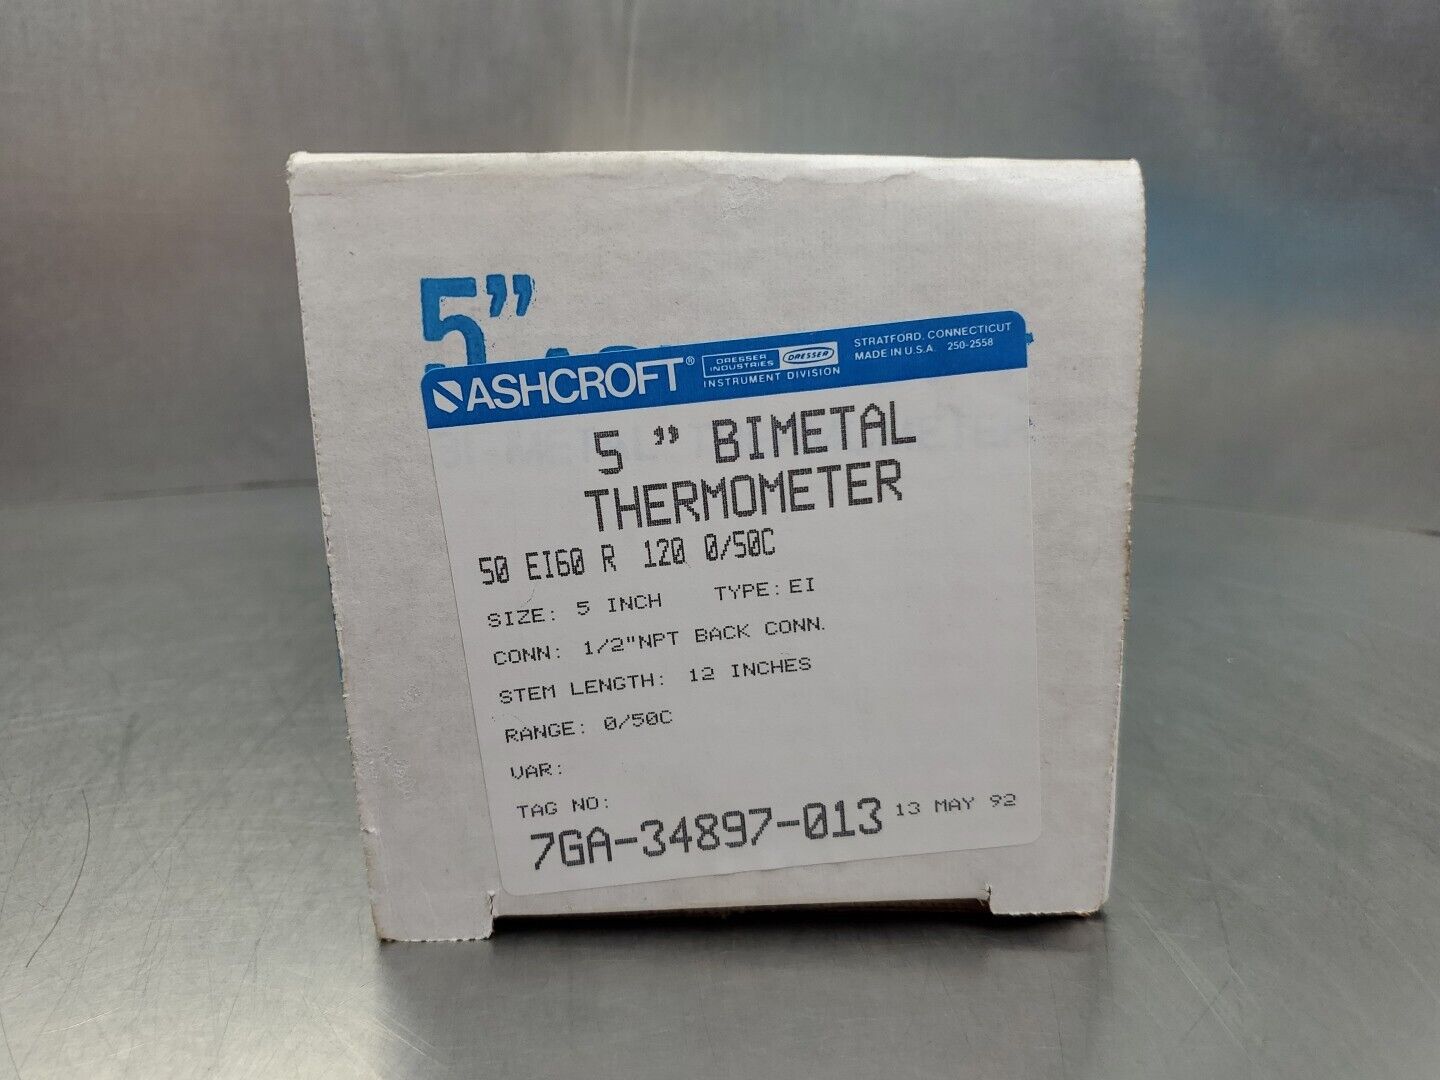 5”
ASHCROFT®
DRESSER INDUSTRIES
DRESSER
INSTRUMENT DIVISION
STRATFORD, CONNECTICUT
MADE IN U.S.A. 250-2558
5 ” BIMETAL
THERMOMETER
50 EI60 R 120 0/50C
SIZE: 5 INCH TYPE: EI
CONN: 1/2"NPT BACK CONN.
STEM LENGTH: 12 INCHES
RANGE: 0/50C
VAR:
TAG NO:
7GA-34897-013 13 MAY 92